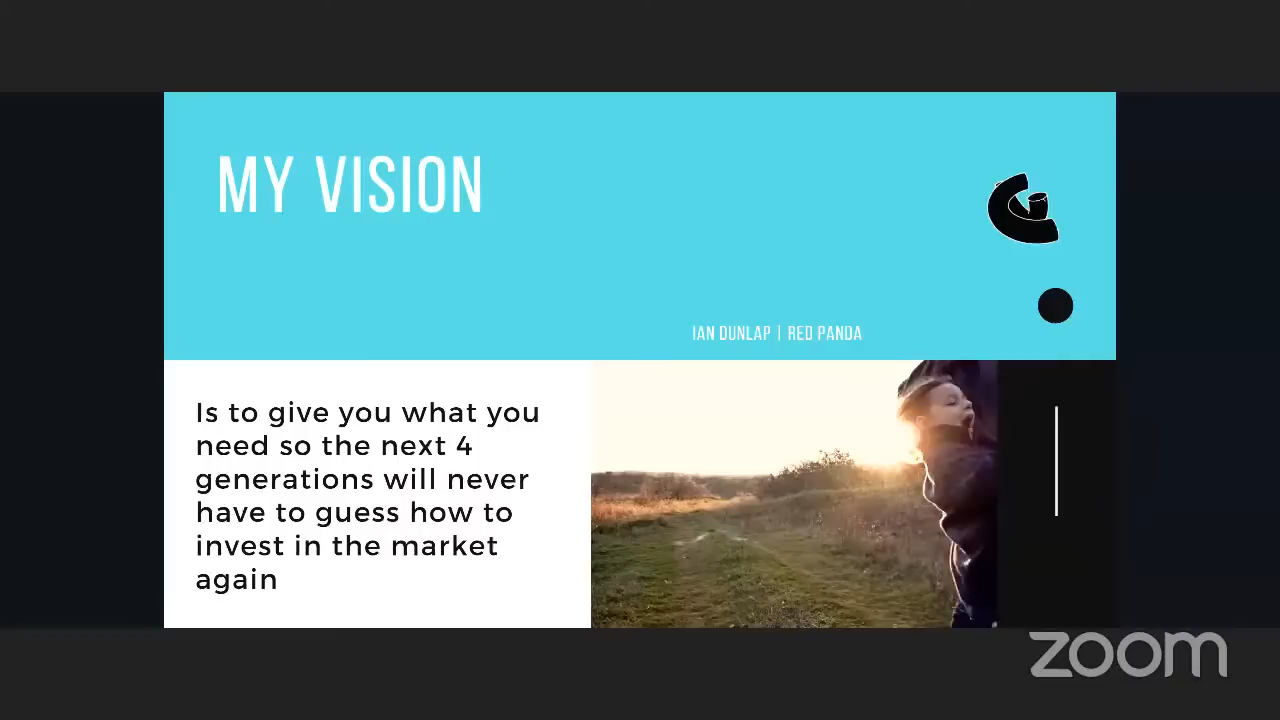 MY VISION
IAN DUNLAP | RED PANDA
Is to give you what you
need so the next 4
generations will never
have to guess how to
invest in the market
again
zoom